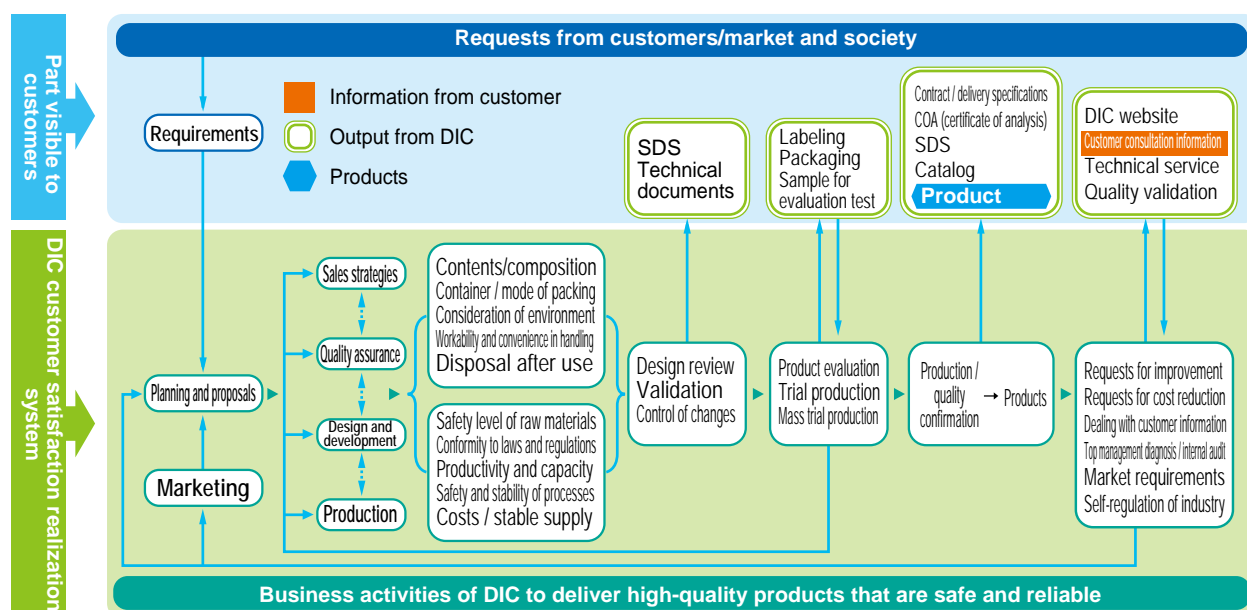 Requests from customers/market and society
Part visible to
customers
Requirements
Information from customer
Output from DIC
Products
SDS
Technical
documents
Labeling
Packaging
Sample for
evaluation test
Contract / delivery specifications
COA (certificate of analysis)
SDS
Catalog
Product
DIC website
Customer consultation information
Technical service
Quality validation
DIC customer satisfaction realization
system
Planning and proposals
Marketing
Sales strategies
Quality assurance
Design and
development
Production
Contents/composition
Container / mode of packing
Consideration of environment
Workability and convenience in handling
Disposal after use
Safety level of raw materials
Conformity to laws and regulations
Productivity and capacity
Safety and stability of processes
Costs / stable supply
Design review
Validation
Control of changes
Product evaluation
Trial production
Mass trial production
Production /
quality
confirmation
→ Products
Requests for improvement
Requests for cost reduction
Dealing with customer information
Top management diagnosis / internal audit
Market requirements
Self-regulation of industry
Business activities of DIC to deliver high-quality products that are safe and reliable